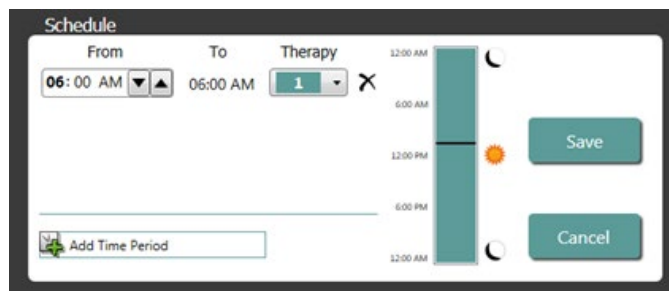 Schedule
From To Therapy
06: 00 AM 06:00 AM 1
Add Time Period
12:00 AM
6:00 AM
12:00 PM
6:00 PM
12:00 AM
Save
Cancel